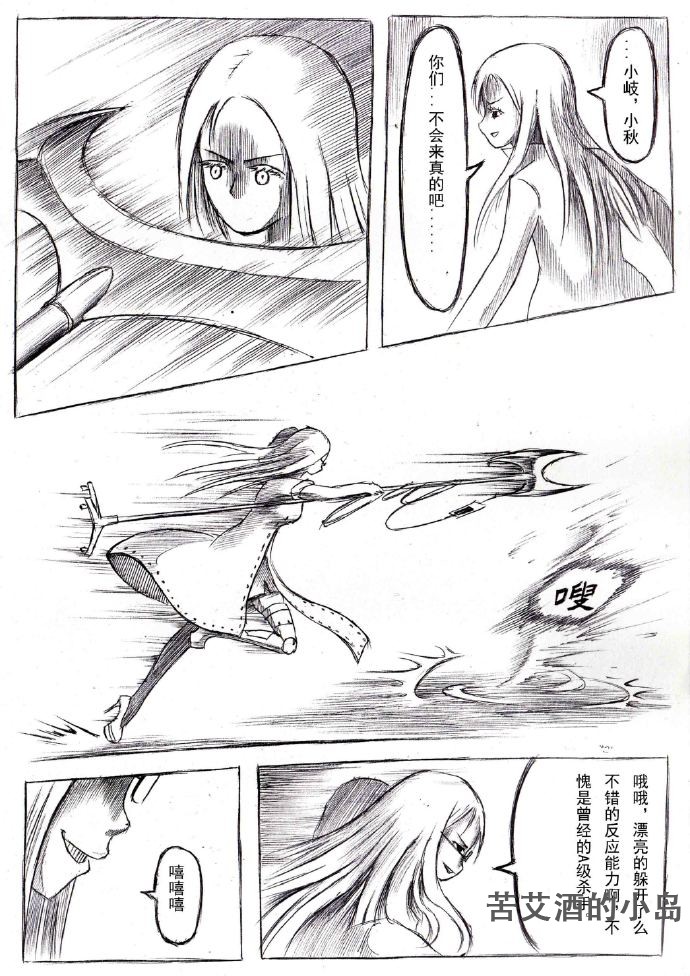 …小岐，小秋
你们…不会来真的吧……
嗖
哦哦，漂亮的躲开了么
不错的反应能力啊，不
愧是曾经的A级杀手
嘻嘻嘻
苦艾酒的小岛